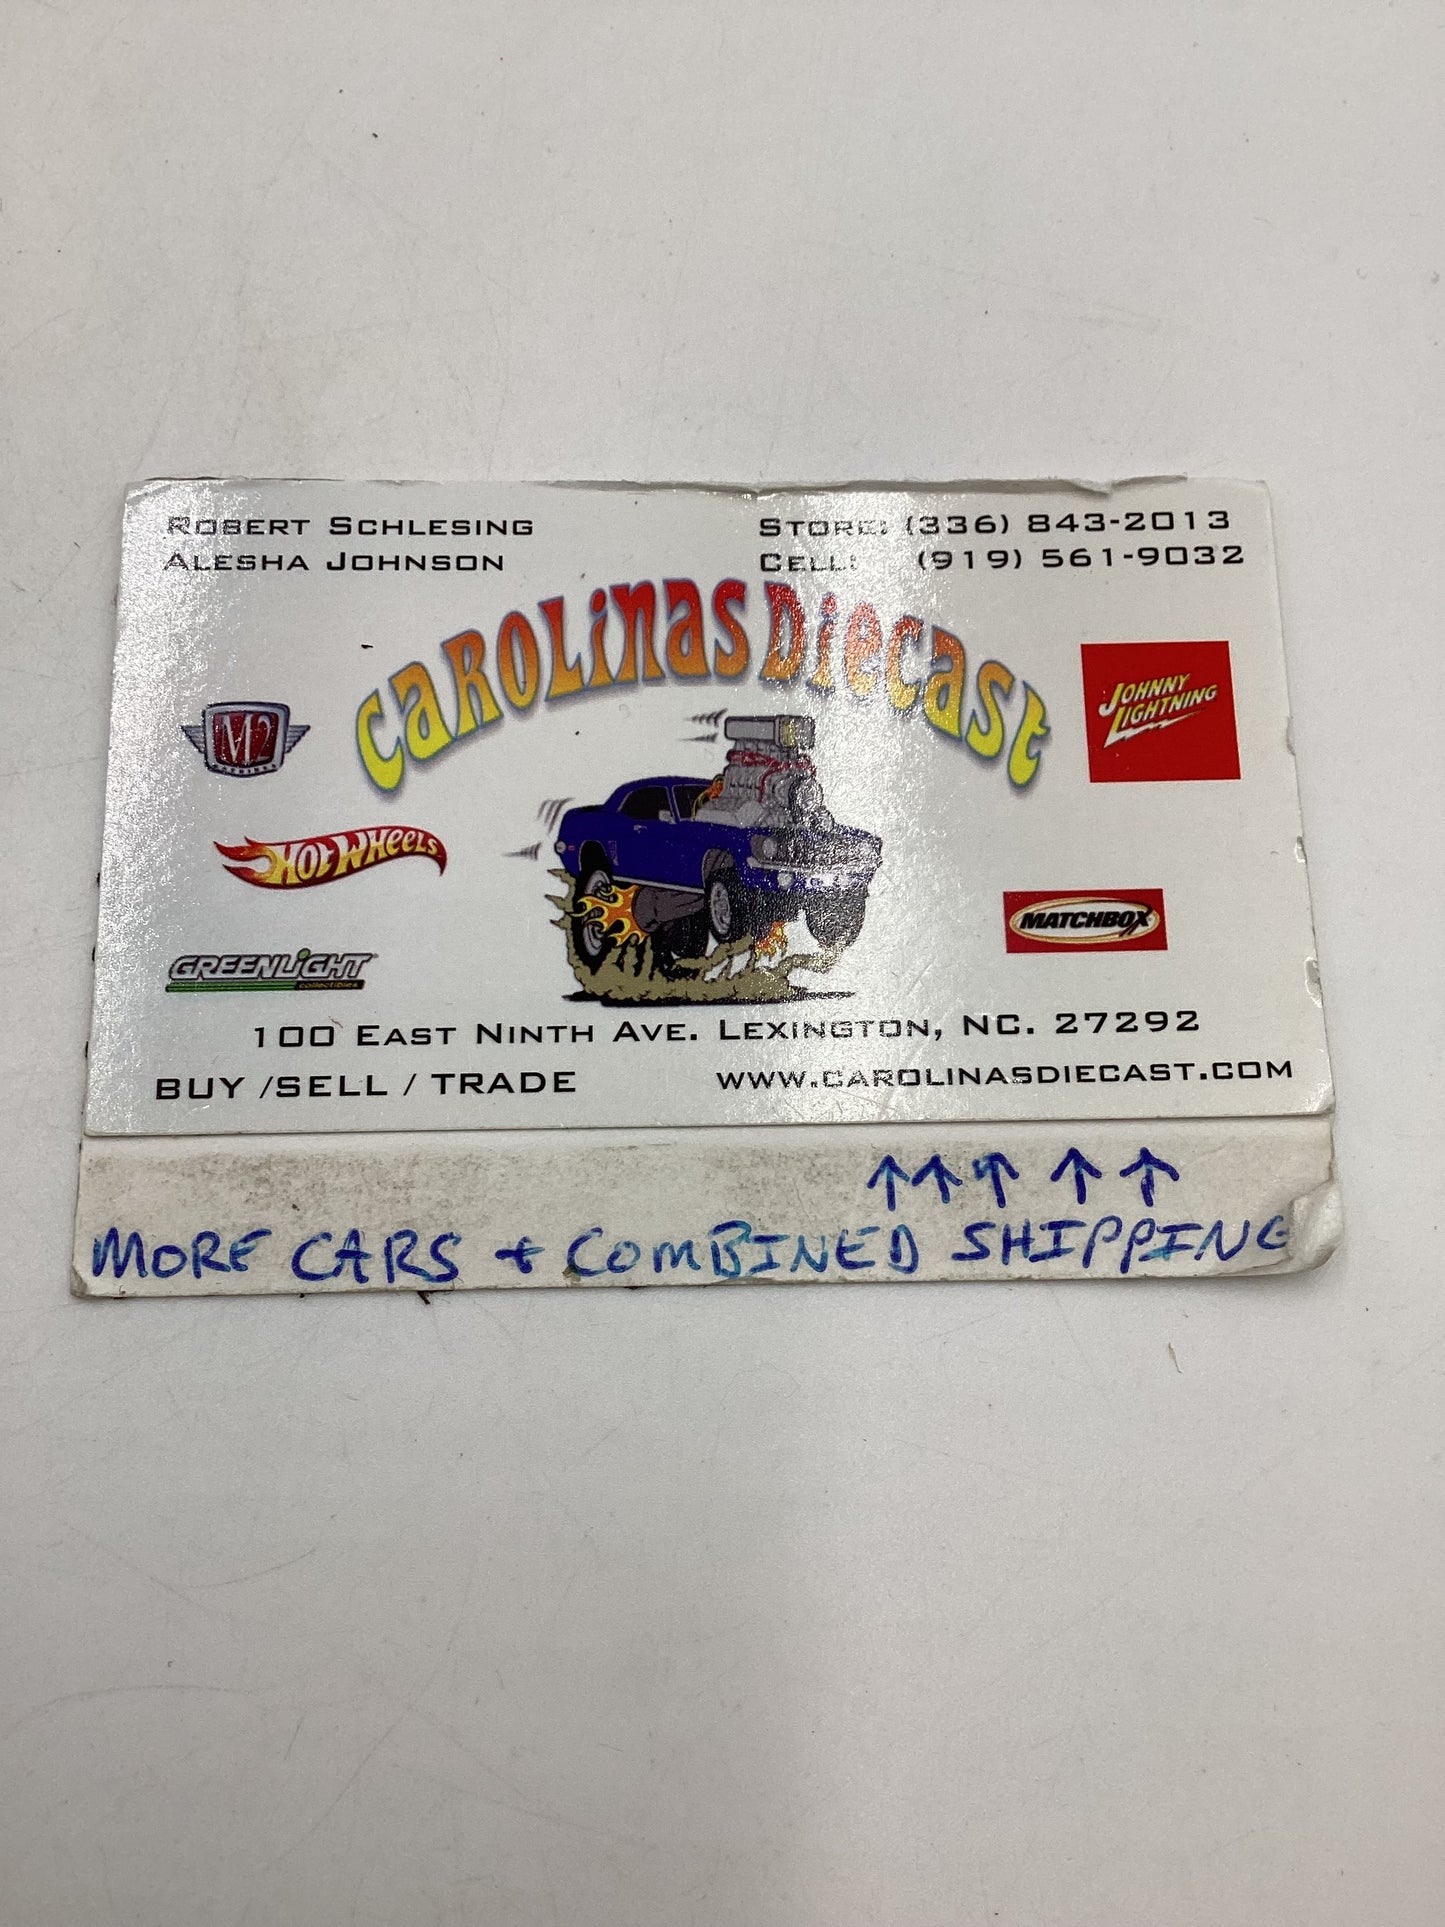 ROBERT SCHLESING
ALESHA JOHNSON
STORE: (336) 843-2013
CELL: (919) 561-9032
CAROLINAS DIECAST
M2
MACHINES
JOHNNY
LIGHTNING
HOT WHEELS
MATCHBOX
GREENLIGHT
collectibles
100 EAST NINTH AVE. LEXINGTON, NC. 27292
BUY /SELL / TRADE
WWW.CAROLINASDIECAST.COM
↑ ↑ ↑ ↑ ↑
MORE CARS + COMBINED SHIPPING